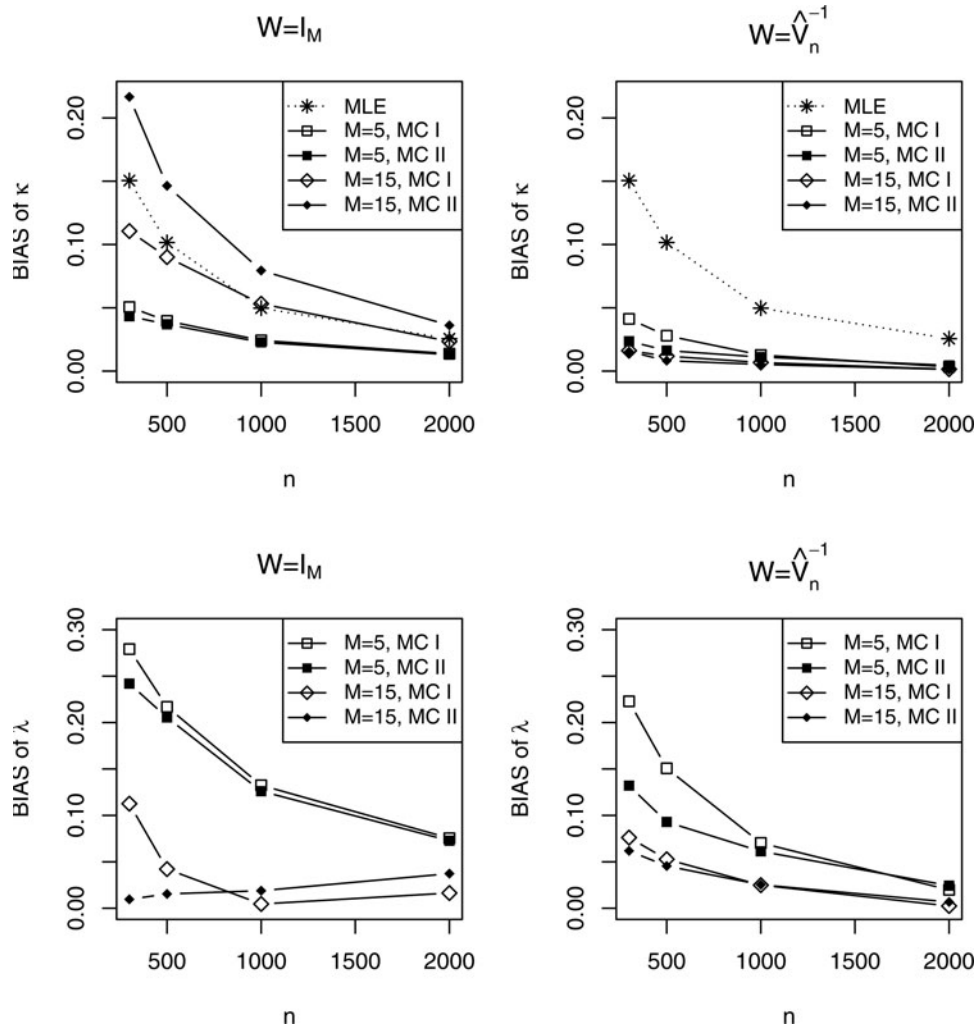 W=I_M
BIAS of κ
0.20
0.10
0.00
MLE
M=5, MC I
M=5, MC II
M=15, MC I
M=15, MC II
500
1000
1500
2000
n
W=V̂_n^{-1}
BIAS of κ
0.20
0.10
0.00
MLE
M=5, MC I
M=5, MC II
M=15, MC I
M=15, MC II
500
1000
1500
2000
n
W=I_M
BIAS of λ
0.30
0.20
0.10
0.00
M=5, MC I
M=5, MC II
M=15, MC I
M=15, MC II
500
1000
1500
2000
n
W=V̂_n^{-1}
BIAS of λ
0.30
0.20
0.10
0.00
M=5, MC I
M=5, MC II
M=15, MC I
M=15, MC II
500
1000
1500
2000
n